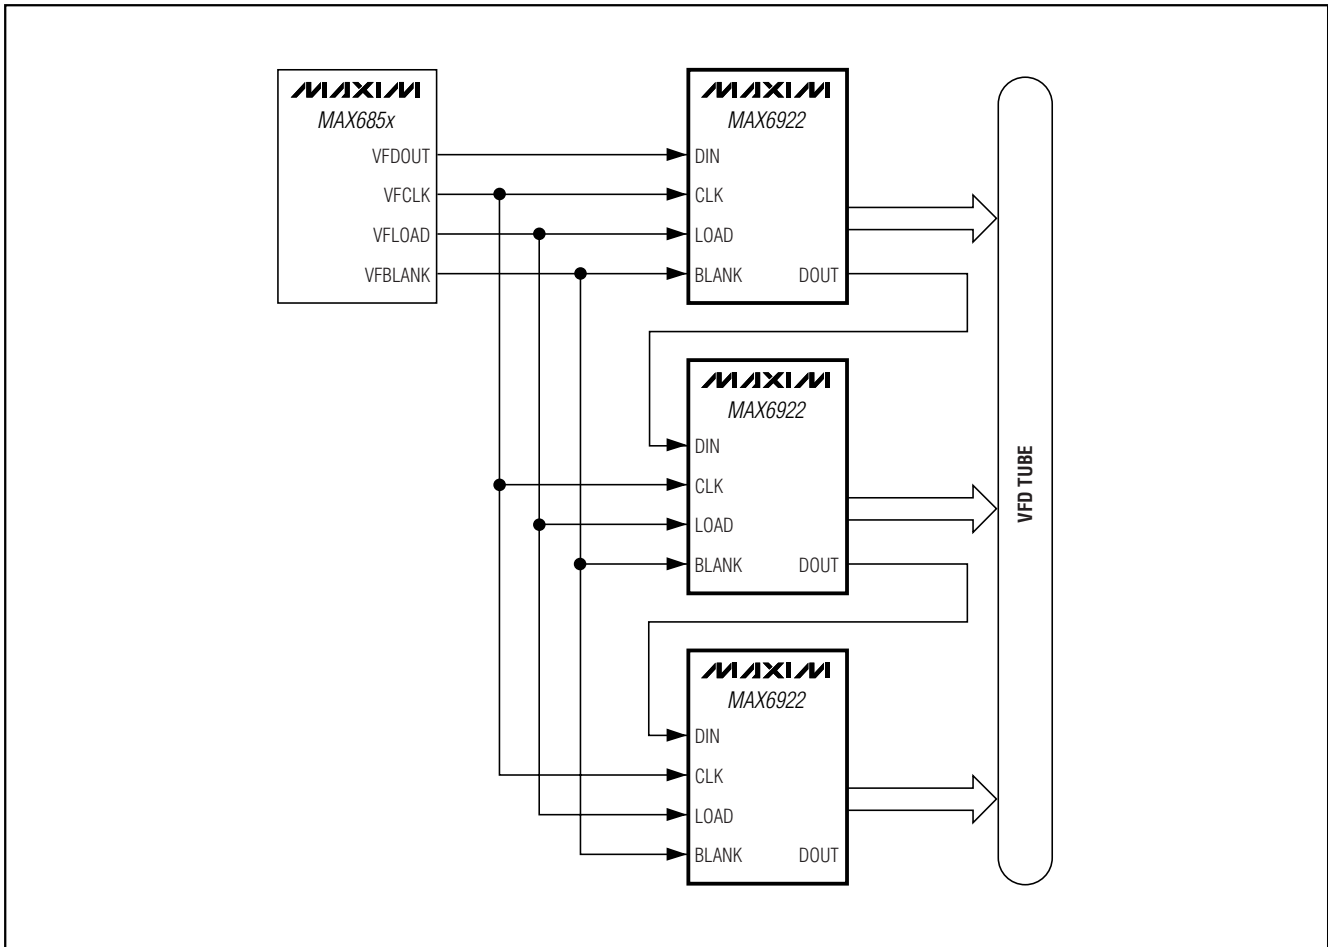 MAXIM
MAX685x
VFDOUT
VFCLK
VFLOAD
VFBLANK
MAXIM
MAX6922
DIN
CLK
LOAD
BLANK DOUT
MAXIM
MAX6922
DIN
CLK
LOAD
BLANK DOUT
MAXIM
MAX6922
DIN
CLK
LOAD
BLANK DOUT
VFD TUBE